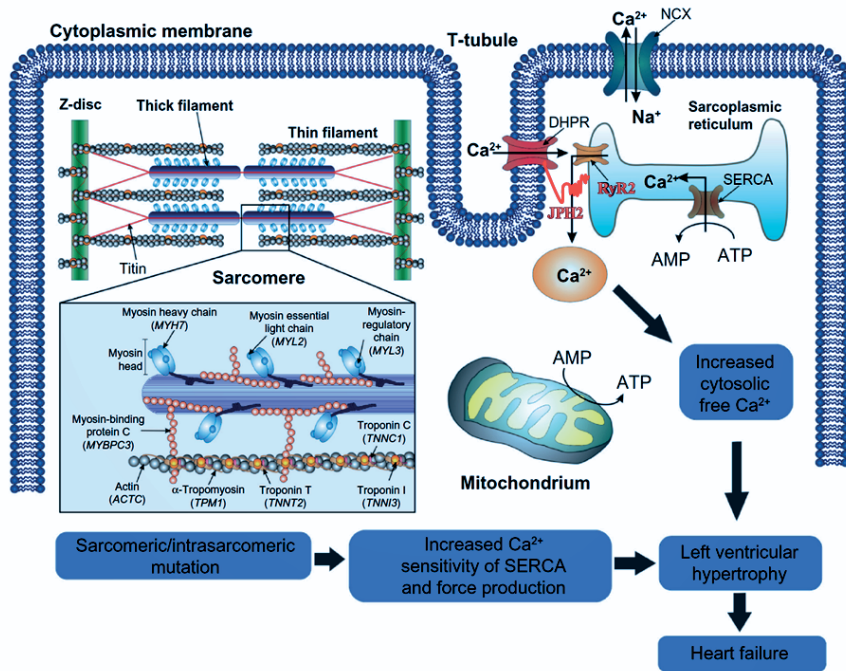 Cytoplasmic membrane
T-tubule
Ca²⁺
NCX
Na⁺
Z-disc
Thick filament
Thin filament
Titin
Sarcomere
DHPR
Ca²⁺
RyR2
JPH2
Sarcoplasmic
reticulum
Ca²⁺
SERCA
AMP
ATP
Ca²⁺
Myosin heavy chain
(MYH7)
Myosin essential
light chain
(MYL2)
Myosin-
regulatory
chain
(MYL3)
Myosin
head
Myosin-binding
protein C
(MYBPC3)
Troponin C
(TNNC1)
Actin
(ACTC)
α-Tropomyosin
(TPM1)
Troponin T
(TNNT2)
Troponin I
(TNNI3)
AMP
ATP
Mitochondrium
Increased
cytosolic
free Ca²⁺
Sarcomeric/intrasarcomeric
mutation
Increased Ca²⁺
sensitivity of SERCA
and force production
Left ventricular
hypertrophy
Heart failure